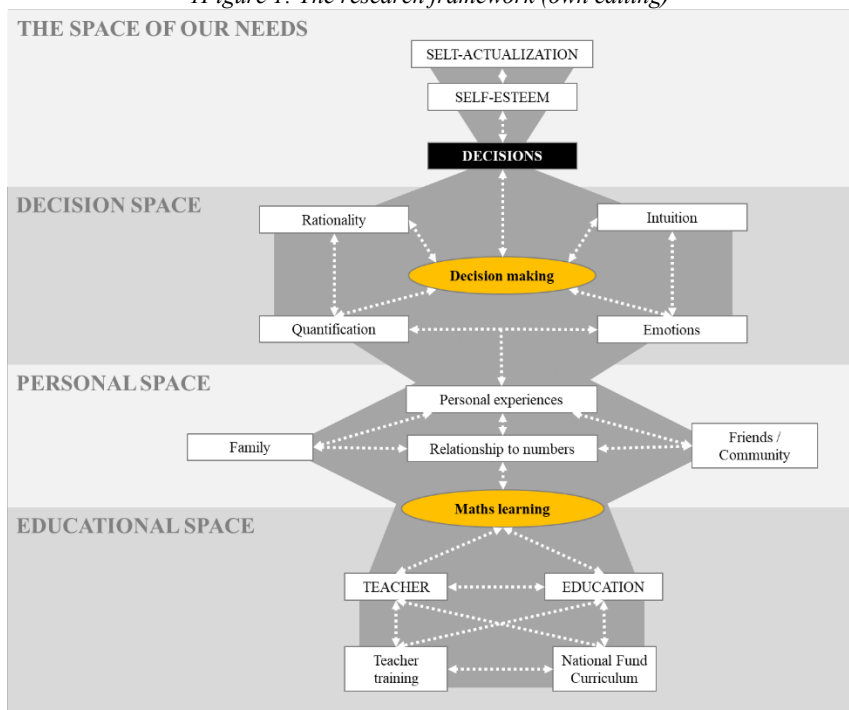 1Figure 1: The research framework (own editing)
THE SPACE OF OUR NEEDS
SELT-ACTUALIZATION
SELF-ESTEEM
DECISIONS
DECISION SPACE
Rationality
Intuition
Decision making
Quantification
Emotions
PERSONAL SPACE
Personal experiences
Family
Relationship to numbers
Friends /
Community
Maths learning
EDUCATIONAL SPACE
TEACHER
EDUCATION
Teacher
training
National Fund
Curriculum